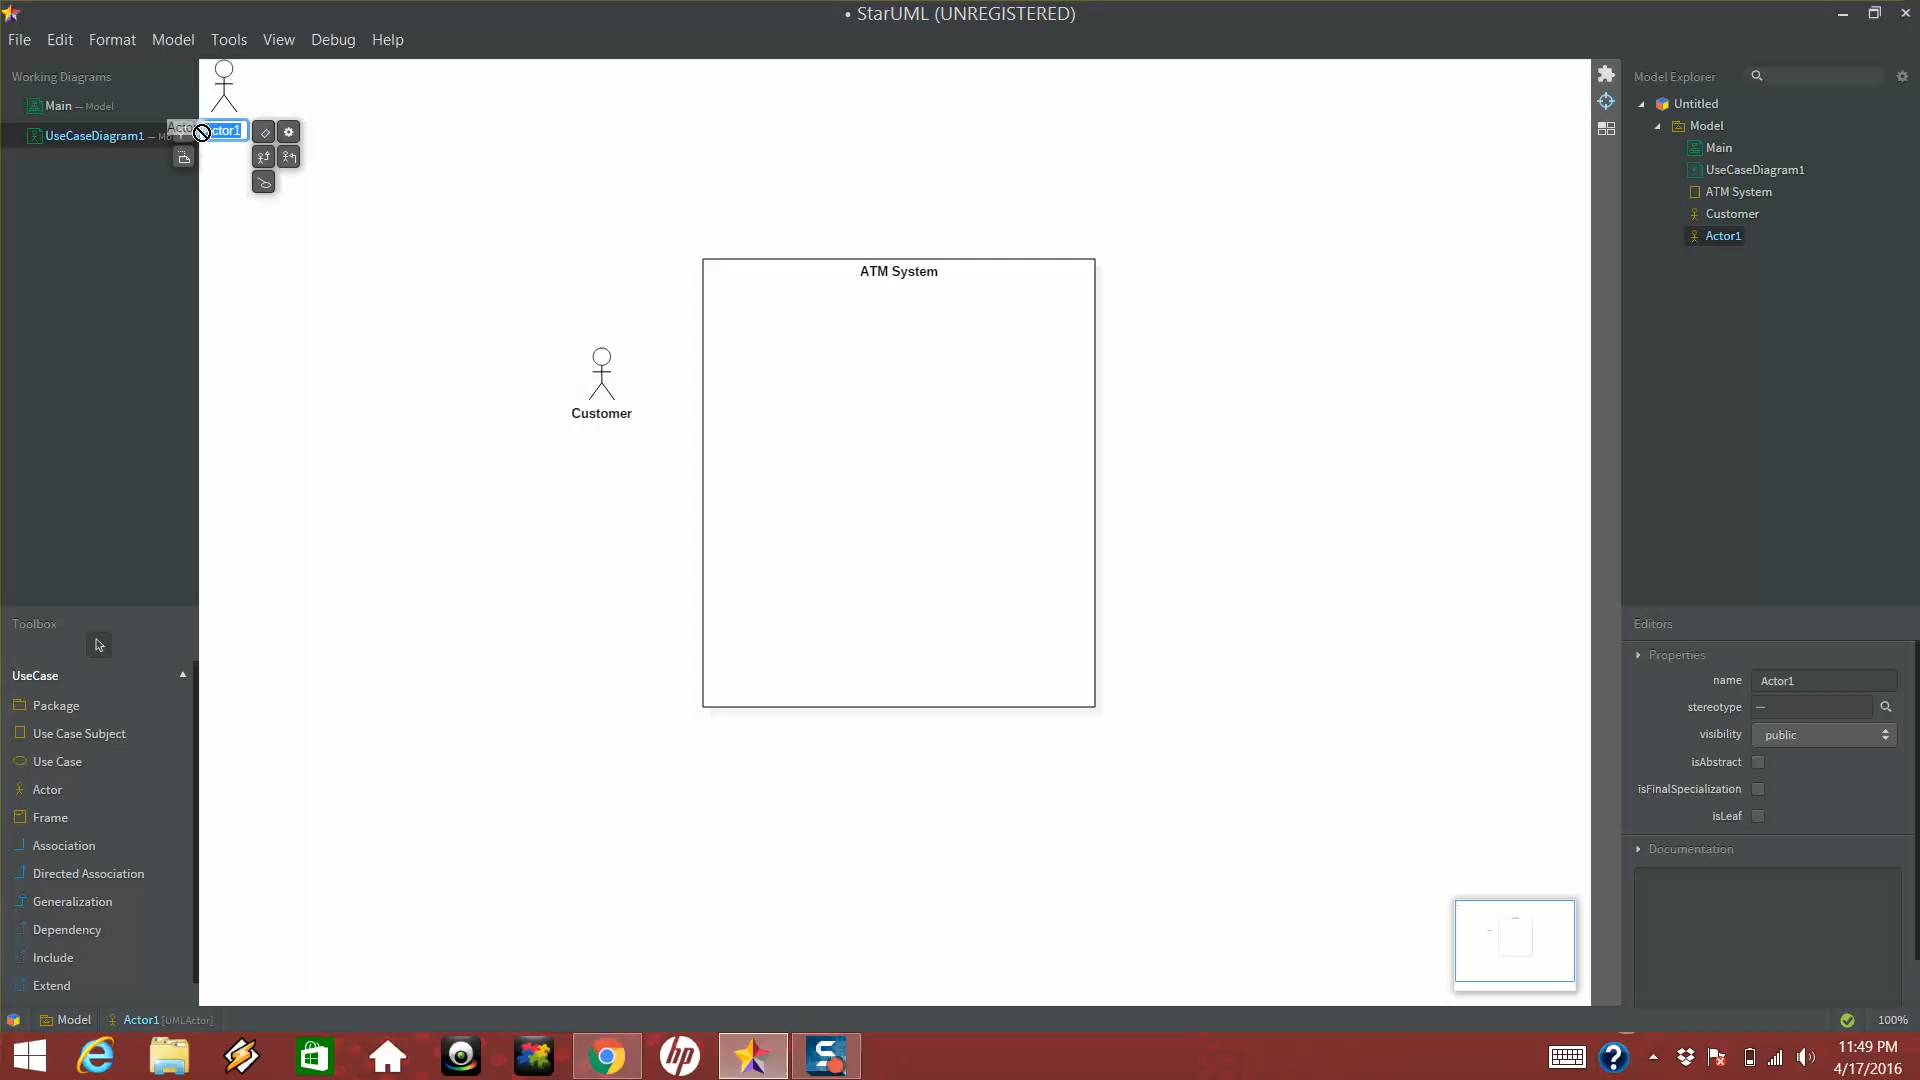 • StarUML (UNREGISTERED)
File Edit Format Model Tools View Debug Help
Working Diagrams
Main — Model
UseCaseDiagram1 —
Actor1
Customer
ATM System
Toolbox
UseCase
Package
Use Case Subject
Use Case
Actor
Frame
Association
Directed Association
Generalization
Dependency
Include
Extend
Model Explorer
Untitled
Model
Main
UseCaseDiagram1
ATM System
Customer
Actor1
Editors
Properties
name Actor1
stereotype —
visibility public
isAbstract
isFinalSpecialization
isLeaf
Documentation
Model Actor1 [UMLActor]
100%
hp
S
11:49 PM
4/17/2016